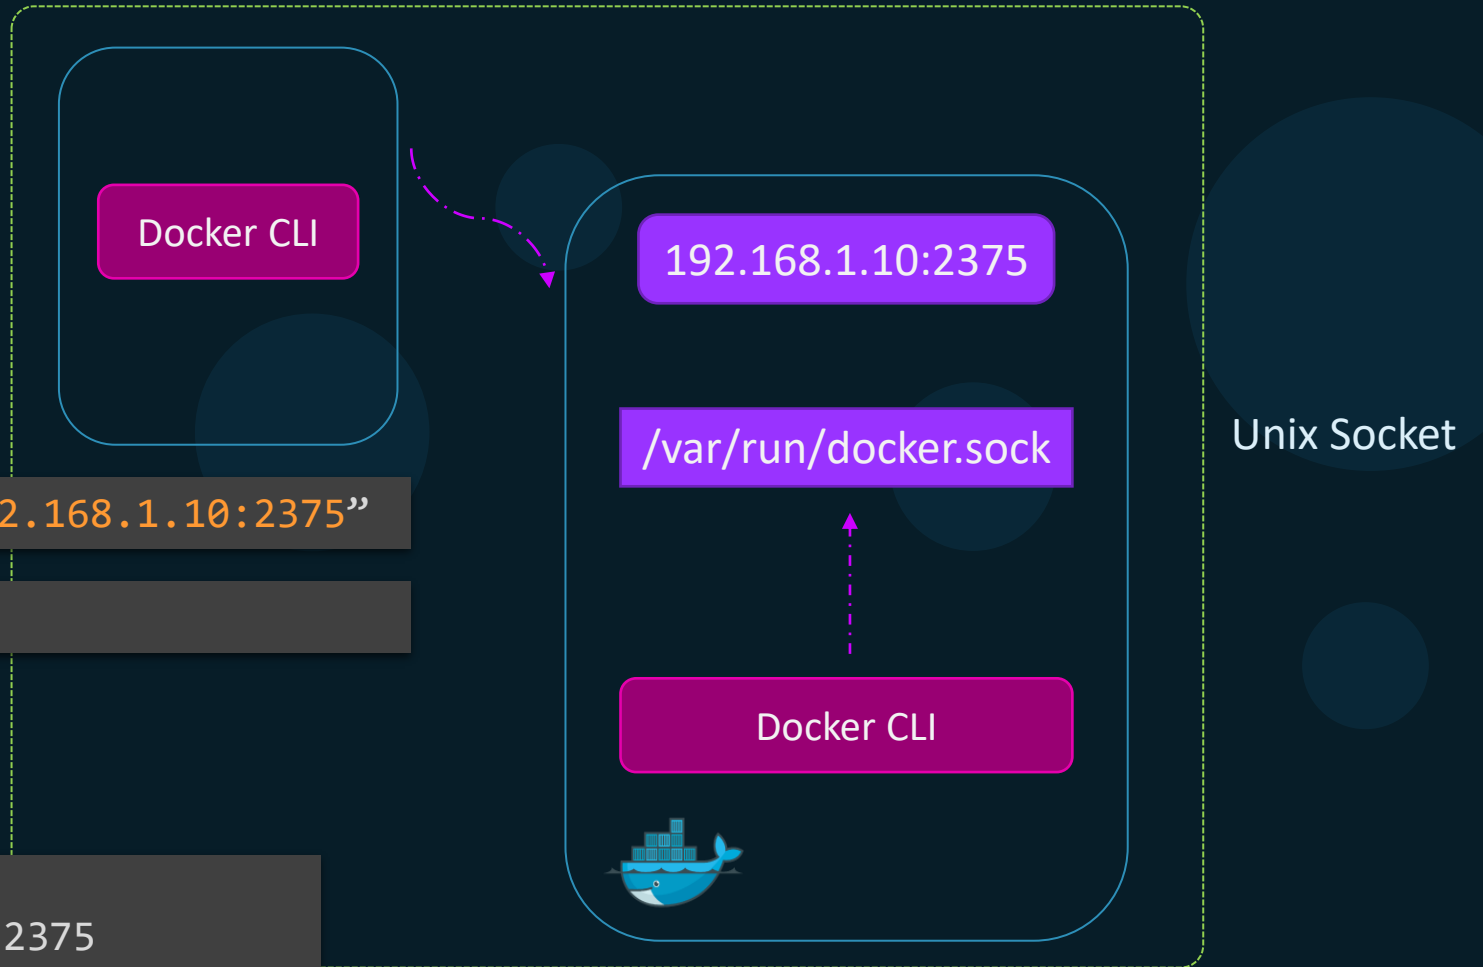 Docker CLI
192.168.1.10:2375
/var/run/docker.sock
Unix Socket
2.168.1.10:2375”
Docker CLI
2375